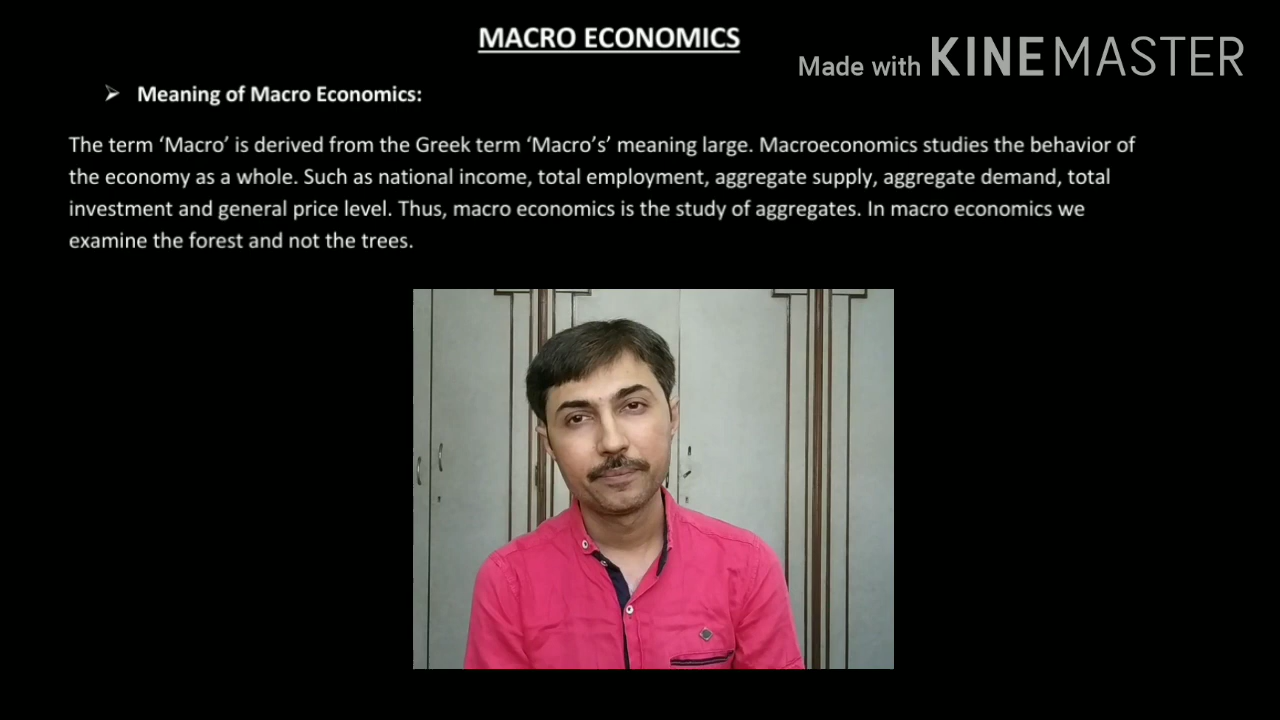 MACRO ECONOMICS
Made with KINEMASTER
Meaning of Macro Economics:
The term ‘Macro’ is derived from the Greek term ‘Macro’s’ meaning large. Macroeconomics studies the behavior of
the economy as a whole. Such as national income, total employment, aggregate supply, aggregate demand, total
investment and general price level. Thus, macro economics is the study of aggregates. In macro economics we
examine the forest and not the trees.